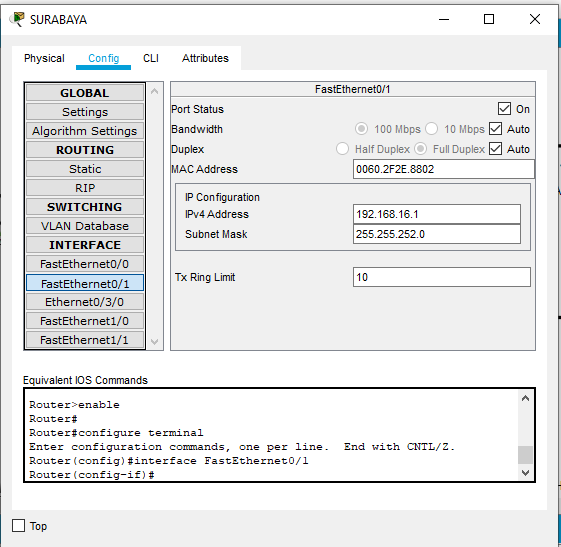 SURABAYA
Physical Config CLI Attributes
GLOBAL
Settings
Algorithm Settings
ROUTING
Static
RIP
SWITCHING
VLAN Database
INTERFACE
FastEthernet0/0
FastEthernet0/1
Ethernet0/3/0
FastEthernet1/0
FastEthernet1/1
FastEthernet0/1
Port Status On
Bandwidth 100 Mbps 10 Mbps Auto
Duplex Half Duplex Full Duplex Auto
MAC Address 0060.2F2E.8802
IP Configuration
IPv4 Address 192.168.16.1
Subnet Mask 255.255.252.0
Tx Ring Limit 10
Equivalent IOS Commands
Router>enable
Router#
Router#configure terminal
Enter configuration commands, one per line. End with CNTL/Z.
Router(config)#interface FastEthernet0/1
Router(config-if)#
Top